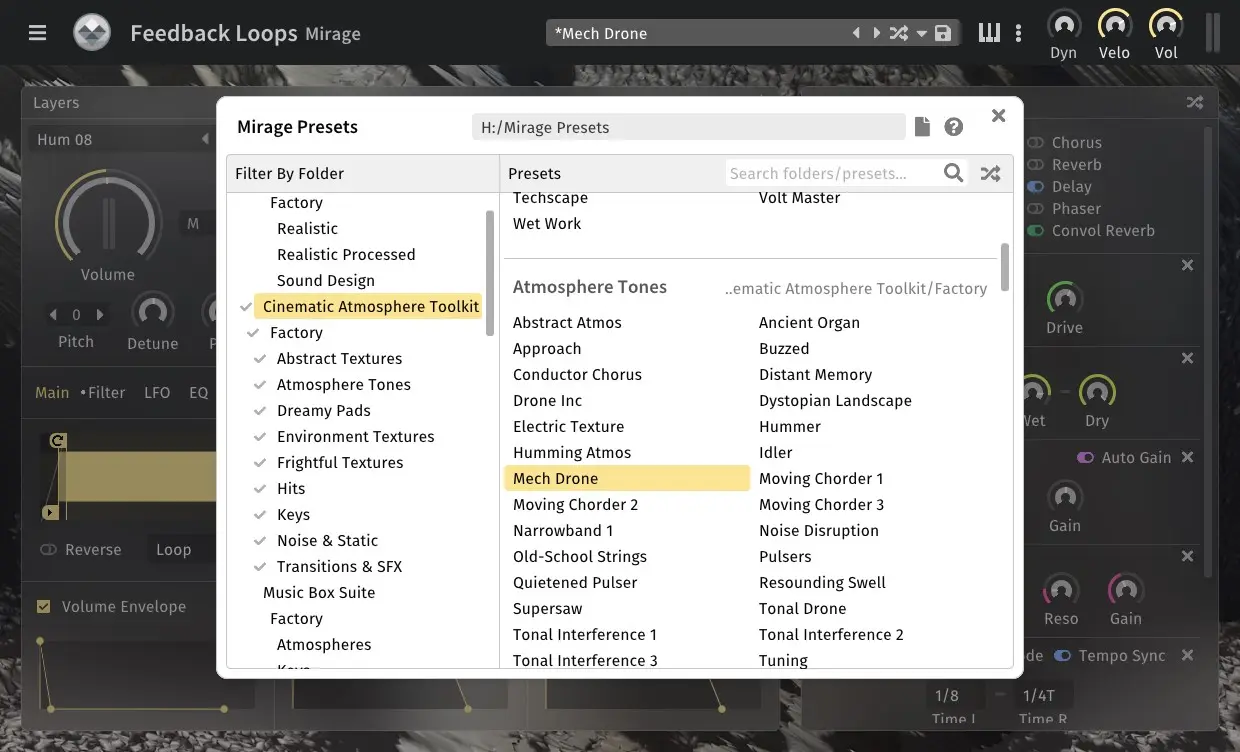 Feedback Loops Mirage
*Mech Drone
Dyn Velo Vol
Layers
Hum 08
M
Volume
0
Pitch
Detune
Main •Filter LFO EQ
Reverse Loop
Volume Envelope
Mirage Presets
H:/Mirage Presets
Filter By Folder
Factory
Realistic
Realistic Processed
Sound Design
Cinematic Atmosphere Toolkit
Factory
Abstract Textures
Atmosphere Tones
Dreamy Pads
Environment Textures
Frightful Textures
Hits
Keys
Noise & Static
Transitions & SFX
Music Box Suite
Factory
Atmospheres
Keys
Presets
Search folders/presets...
Techscape Volt Master
Wet Work
Atmosphere Tones ..ematic Atmosphere Toolkit/Factory
Abstract Atmos Ancient Organ
Approach Buzzed
Conductor Chorus Distant Memory
Drone Inc Dystopian Landscape
Electric Texture Hummer
Humming Atmos Idler
Mech Drone Moving Chorder 1
Moving Chorder 2 Moving Chorder 3
Narrowband 1 Noise Disruption
Old-School Strings Pulsers
Quietened Pulser Resounding Swell
Supersaw Tonal Drone
Tonal Interference 1 Tonal Interference 2
Tonal Interference 3 Tuning
Chorus
Reverb
Delay
Phaser
Convol Reverb
Drive
Wet Dry
Auto Gain
Gain
Reso Gain
de Tempo Sync
1/8 1/4T
Time L Time R